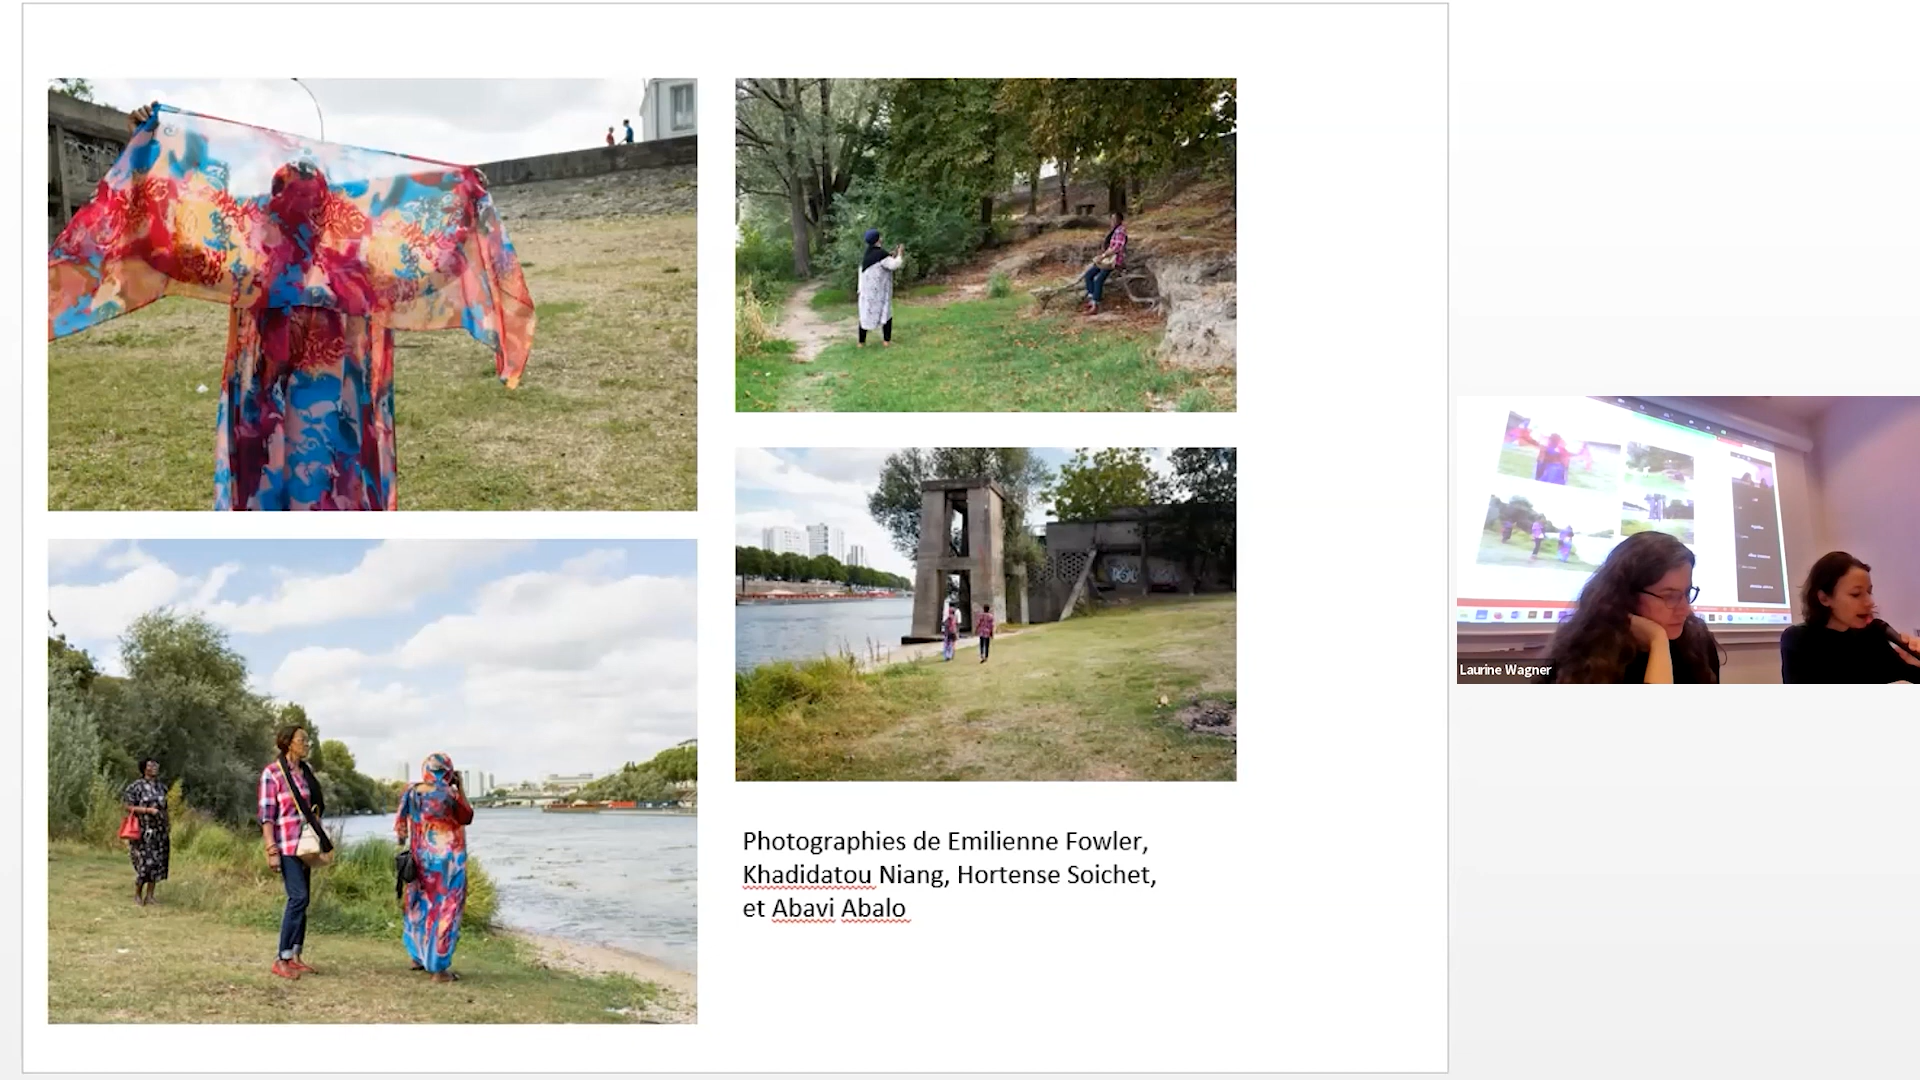 Photographies de Emilienne Fowler,
Khadidatou Niang, Hortense Soichet,
et Abavi Abalo
Laurine Wagner